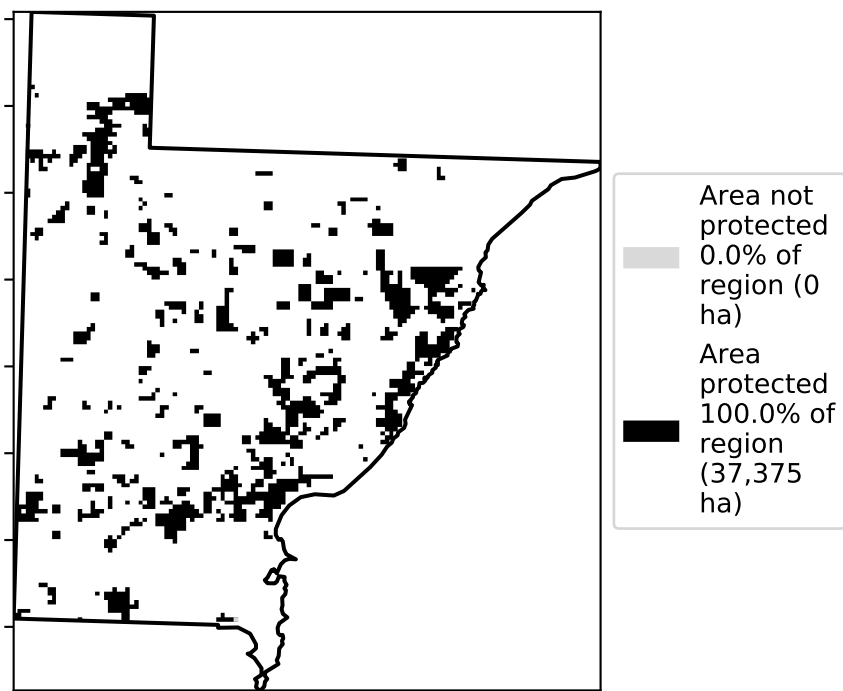 Area not
protected
0.0% of
region (0
ha)
Area
protected
100.0% of
region
(37,375
ha)